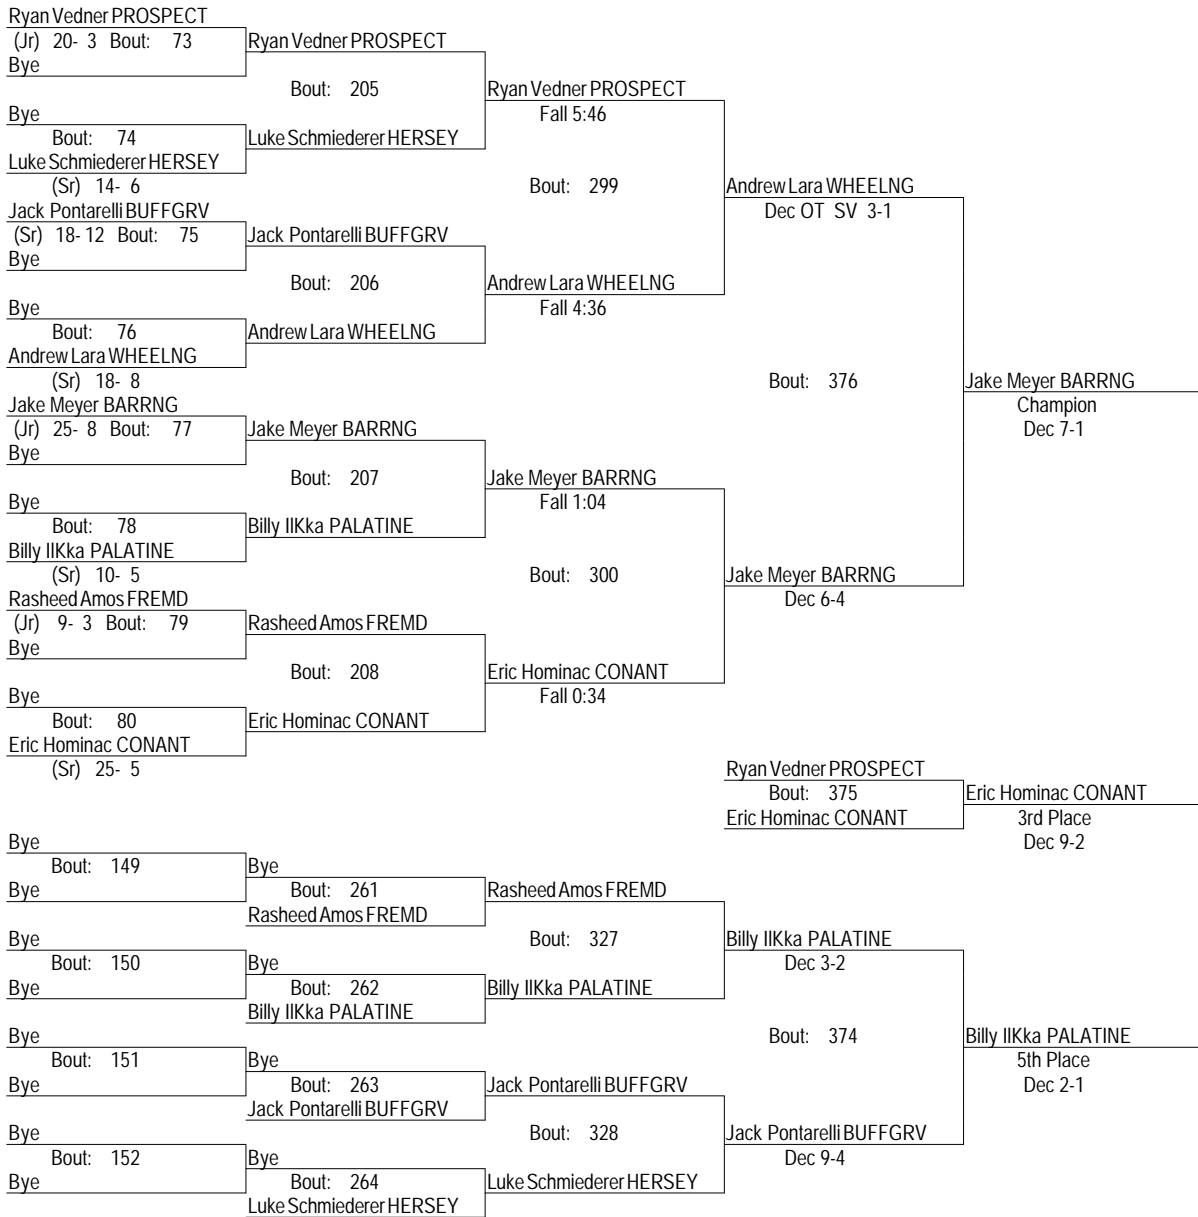 Ryan Vedner PROSPECT
(Jr) 20- 3 Bout: 73 Ryan Vedner PROSPECT
Bye
Bout: 205 Ryan Vedner PROSPECT
Bye Fall 5:46
Bout: 74 Luke Schmiederer HERSEY
Luke Schmiederer HERSEY
(Sr) 14- 6 Bout: 299 Andrew Lara WHEELNG
Jack Pontarelli BUFFGRV Dec OT SV 3-1
(Sr) 18- 12 Bout: 75 Jack Pontarelli BUFFGRV
Bye
Bout: 206 Andrew Lara WHEELNG
Bye Fall 4:36
Bout: 76 Andrew Lara WHEELNG
Andrew Lara WHEELNG
(Sr) 18- 8 Bout: 376 Jake Meyer BARRNG
Jake Meyer BARRNG Champion
(Jr) 25- 8 Bout: 77 Jake Meyer BARRNG Dec 7-1
Bye
Bout: 207 Jake Meyer BARRNG
Bye Fall 1:04
Bout: 78 Billy IIKka PALATINE
Billy IIKka PALATINE
(Sr) 10- 5 Bout: 300 Jake Meyer BARRNG
Rasheed Amos FREMD Dec 6-4
(Jr) 9- 3 Bout: 79 Rasheed Amos FREMD
Bye
Bout: 208 Eric Hominac CONANT
Bye Fall 0:34
Bout: 80 Eric Hominac CONANT
Eric Hominac CONANT
(Sr) 25- 5 Ryan Vedner PROSPECT
Bout: 375 Eric Hominac CONANT
Eric Hominac CONANT 3rd Place
Bye Dec 9-2
Bout: 149 Bye
Bye Bout: 261 Rasheed Amos FREMD
Rasheed Amos FREMD
Bye Bout: 327 Billy IIKka PALATINE
Bout: 150 Bye Dec 3-2
Bye Bout: 262 Billy IIKka PALATINE
Billy IIKka PALATINE
Bye Bout: 374 Billy IIKka PALATINE
Bout: 151 Bye 5th Place
Bye Bout: 263 Jack Pontarelli BUFFGRV Dec 2-1
Jack Pontarelli BUFFGRV
Bye Bout: 328 Jack Pontarelli BUFFGRV
Bout: 152 Bye Dec 9-4
Bye Bout: 264 Luke Schmiederer HERSEY
Luke Schmiederer HERSEY